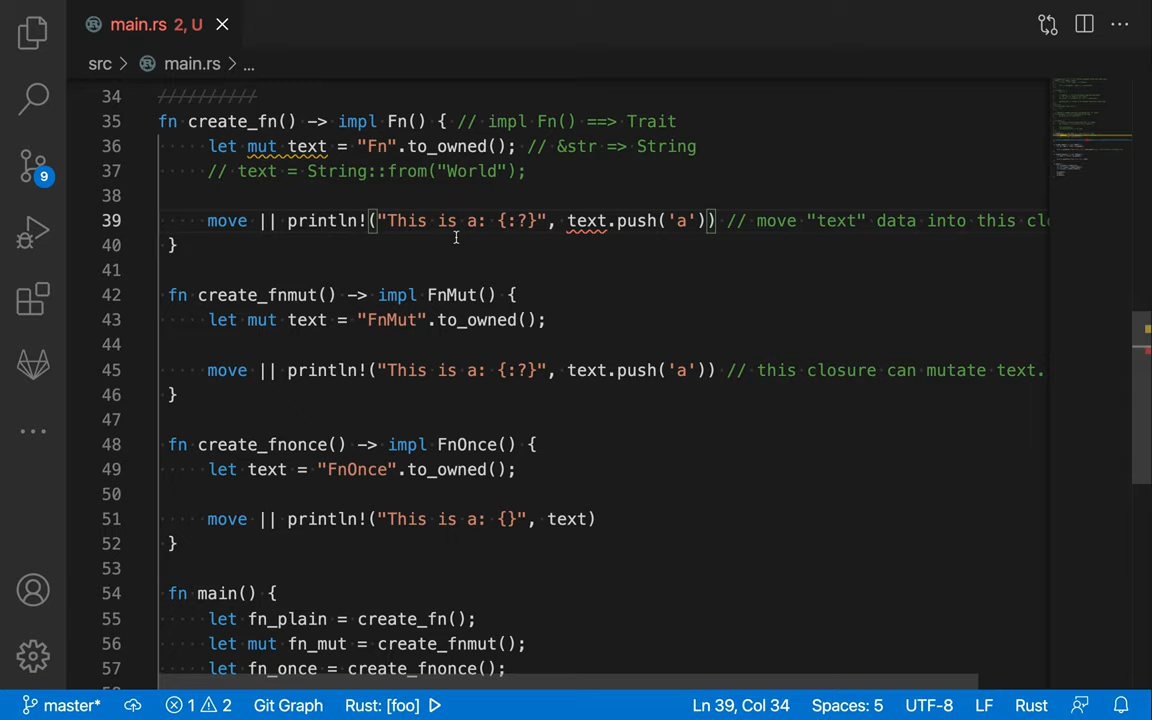 main.rs 2, U
src > main.rs > ...
34 //////////
35 fn create_fn() -> impl Fn() { // impl Fn() ==> Trait
36 let mut text = "Fn".to_owned(); // &str => String
37 // text = String::from("World");
38
39 move || println!("This is a: {:?}", text.push('a')) // move "text" data into this clo
40 }
41
42 fn create_fnmut() -> impl FnMut() {
43 let mut text = "FnMut".to_owned();
44
45 move || println!("This is a: {:?}", text.push('a')) // this closure can mutate text.
46 }
47
48 fn create_fnonce() -> impl FnOnce() {
49 let text = "FnOnce".to_owned();
50
51 move || println!("This is a: {}", text)
52 }
53
54 fn main() {
55 let fn_plain = create_fn();
56 let mut fn_mut = create_fnmut();
57 let fn_once = create_fnonce();
9
master* 1 2 Git Graph Rust: [foo] Ln 39, Col 34 Spaces: 5 UTF-8 LF Rust